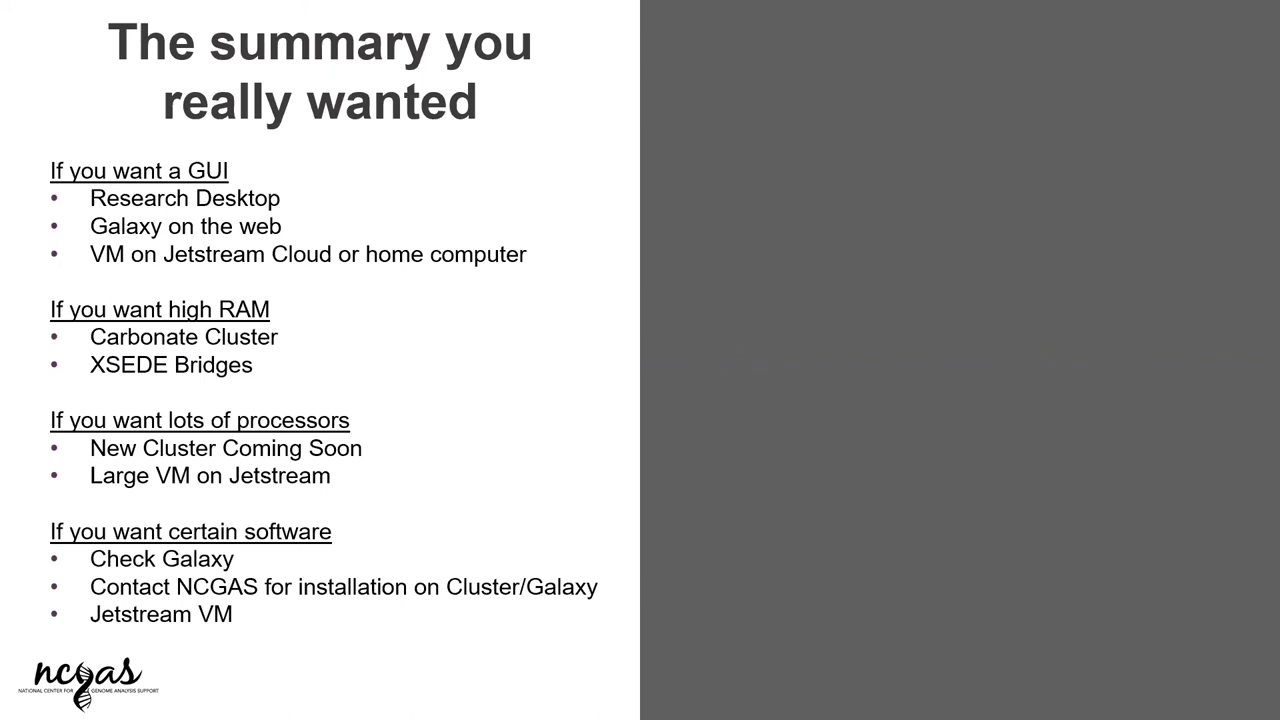 The summary you
really wanted
If you want a GUI
• Research Desktop
• Galaxy on the web
• VM on Jetstream Cloud or home computer
If you want high RAM
• Carbonate Cluster
• XSEDE Bridges
If you want lots of processors
• New Cluster Coming Soon
• Large VM on Jetstream
If you want certain software
• Check Galaxy
• Contact NCGAS for installation on Cluster/Galaxy
• Jetstream VM
ncgas
NATIONAL CENTER FOR GENOME ANALYSIS SUPPORT